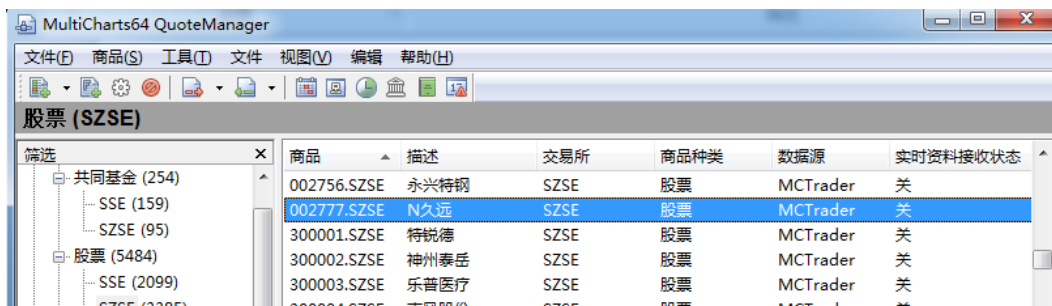 MultiCharts64 QuoteManager
文件(F) 商品(S) 工具(T) 文件 视图(V) 编辑 帮助(H)
股票 (SZSE)
筛选 × 商品 描述 交易所 商品种类 数据源 实时资料接收状态
共同基金 (254) 002756.SZSE 永兴特钢 SZSE 股票 MCTrader 关
SSE (159) 002777.SZSE N久远 SZSE 股票 MCTrader 关
SZSE (95) 300001.SZSE 特锐德 SZSE 股票 MCTrader 关
股票 (5484) 300002.SZSE 神州泰岳 SZSE 股票 MCTrader 关
SSE (2099) 300003.SZSE 乐普医疗 SZSE 股票 MCTrader 关